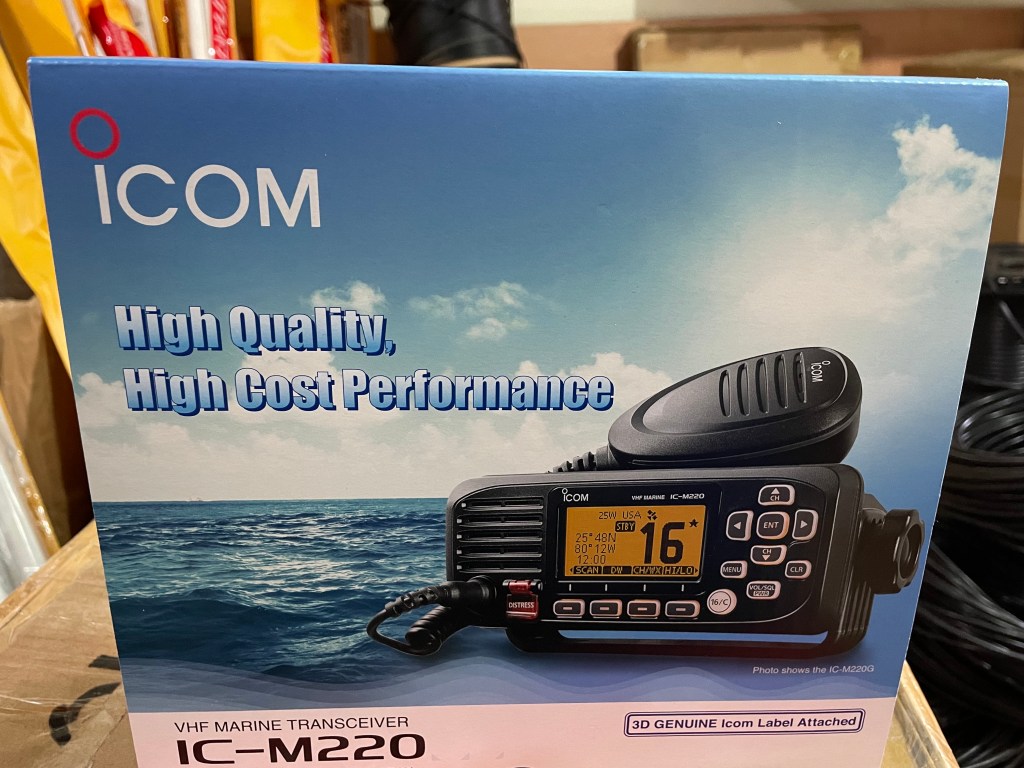 ICOM
High Quality,
High Cost Performance
ICOM
ICOM VHF MARINE IC-M220
25W USA
STBY
16*
25°48N
80°12W
12:00
SCAN DW CH/WX HI/LO
CH
ENT
CH
MENU
CLR
VOL/SQL
PWR
DISTRESS
16/C
Photo shows the IC-M220G
VHF MARINE TRANSCEIVER
IC-M220
3D GENUINE Icom Label Attached